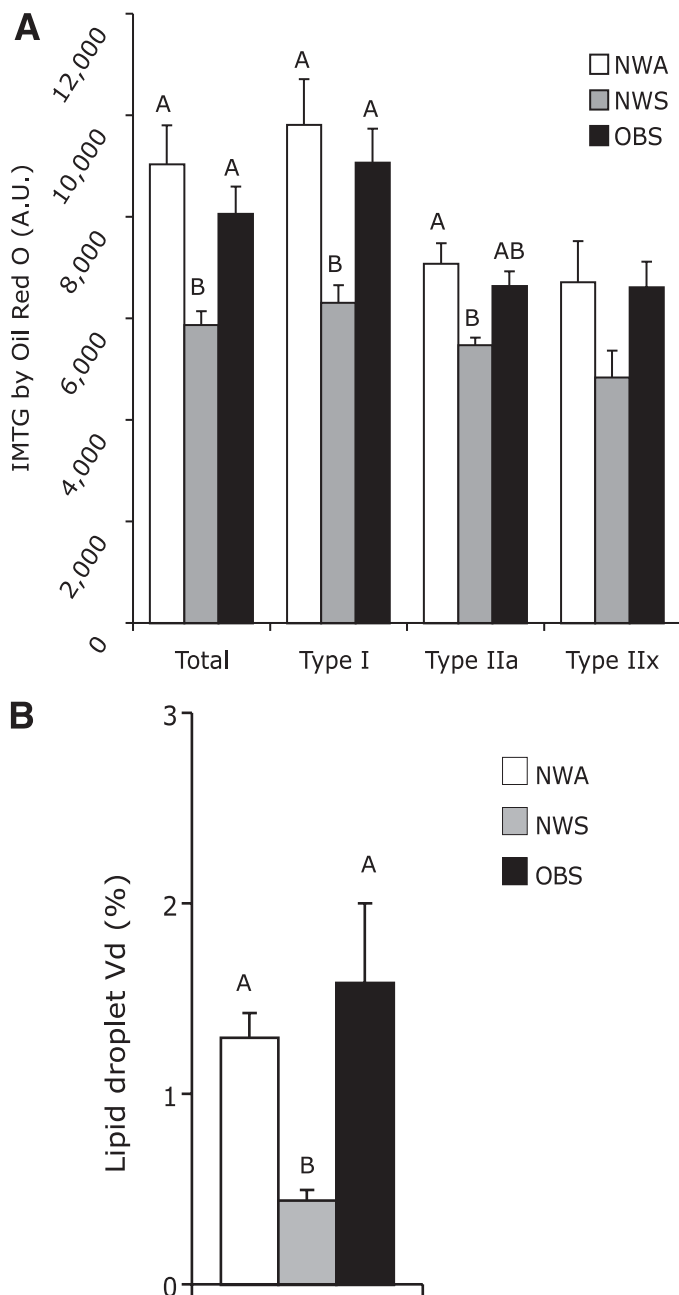 A
12,000
10,000
8,000
6,000
4,000
2,000
0
IMTG by Oil Red O (A.U.)
NWA
NWS
OBS
A
B
A
A
B
A
A
B
AB
Total
Type I
Type IIa
Type IIx
B
3
2
1
0
Lipid droplet Vd (%)
NWA
NWS
OBS
A
B
A